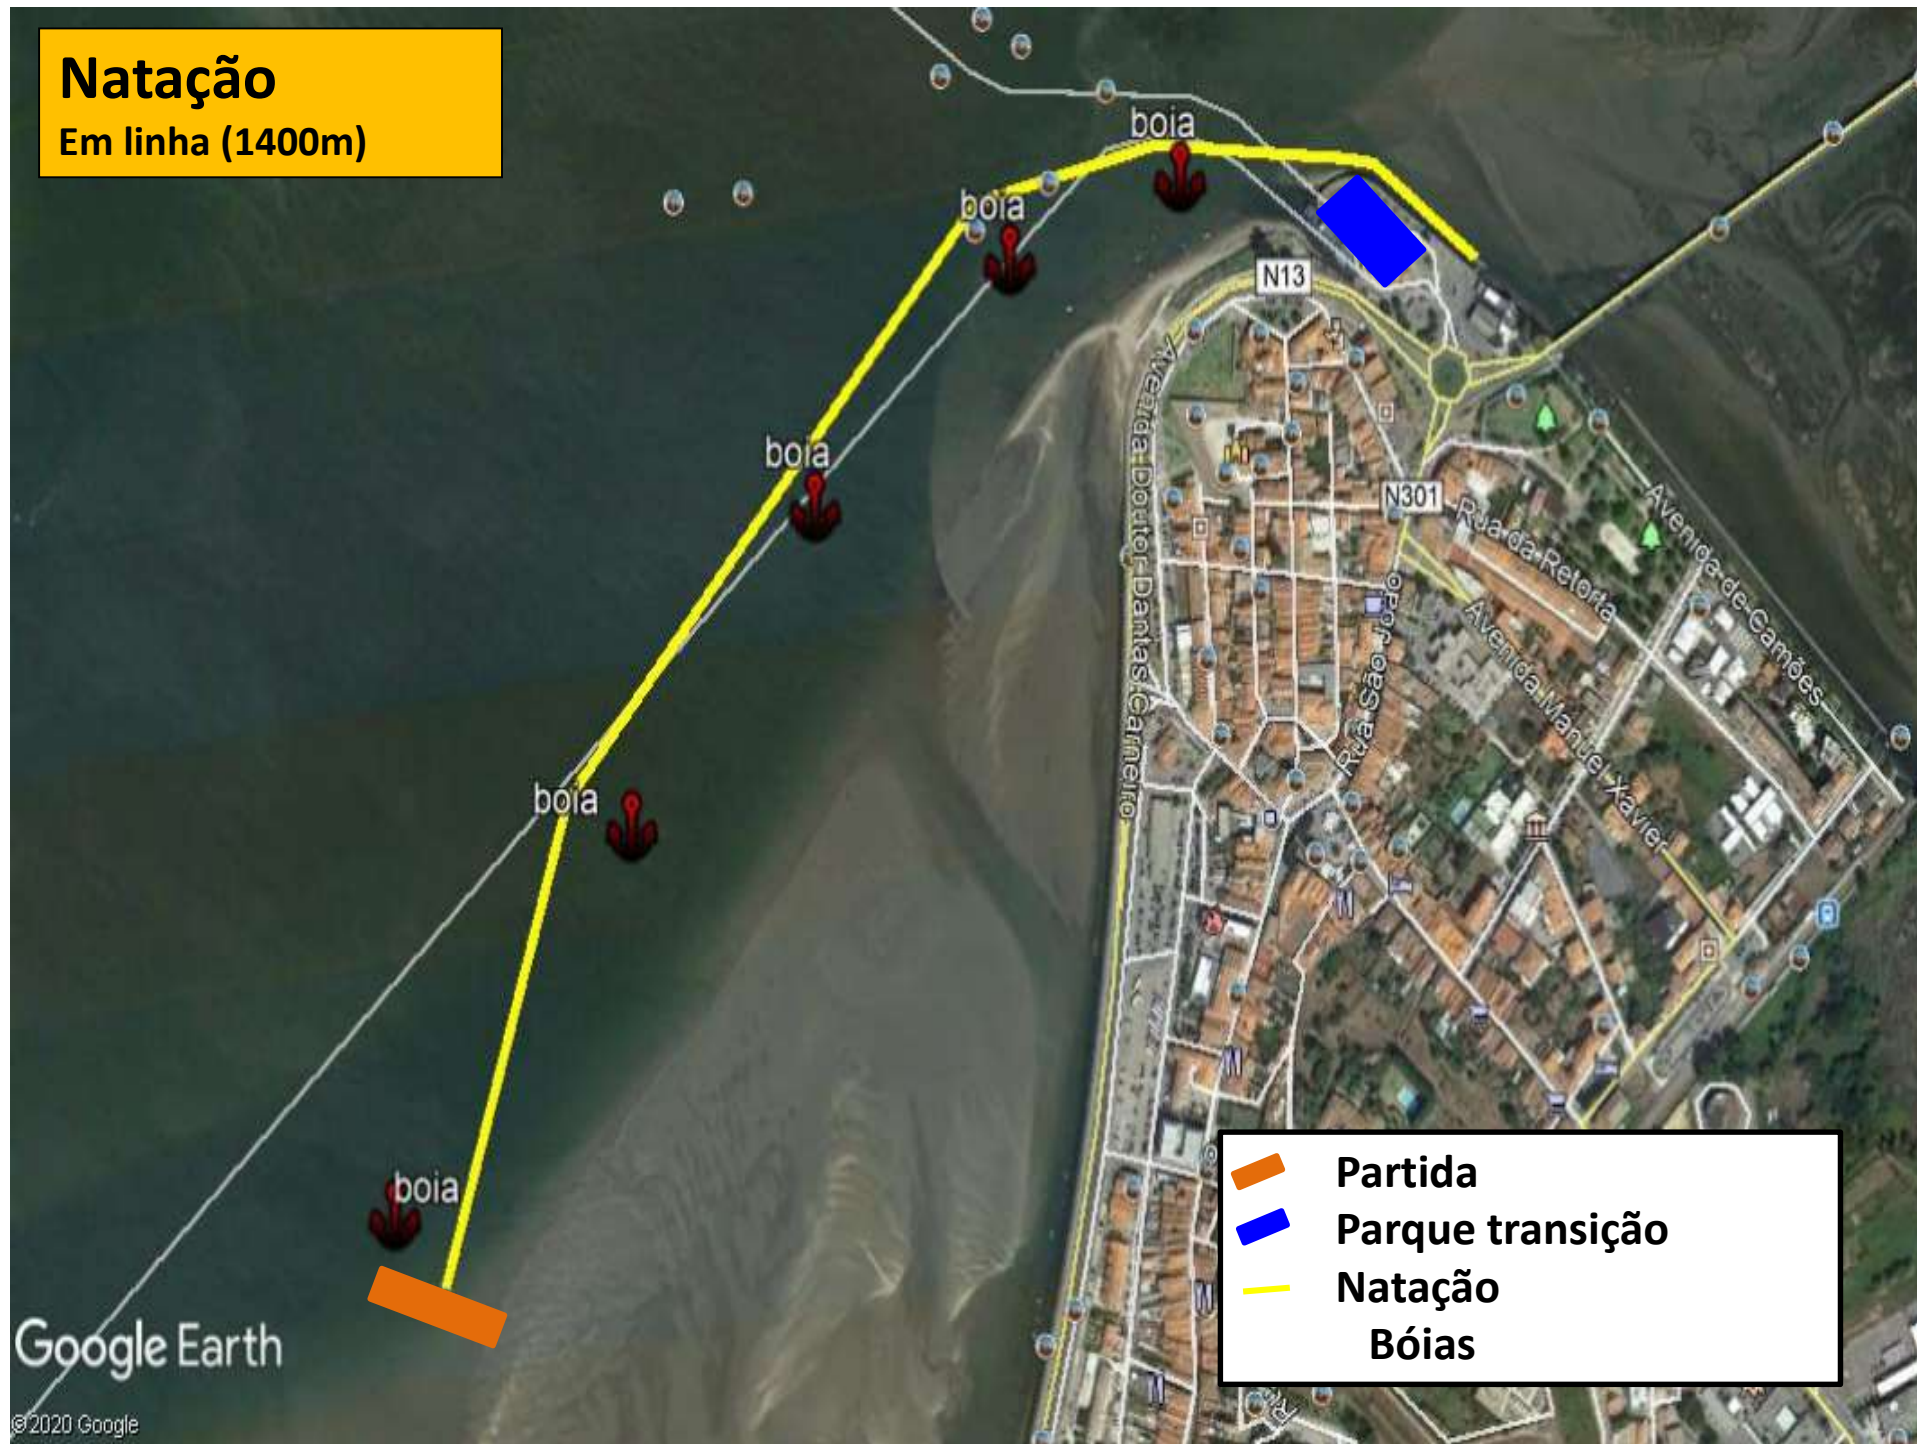 Natação
Em linha (1400m)
boia
boia
N13
Avenida Doutor Dantas Carneiro
boia
N301
Rua da Retorta
Avenida de Camões
Avenida Manuel Xavier
Rua São João
boia
boia
Partida
Parque transição
Natação
Bóias
Google Earth
©2020 Google